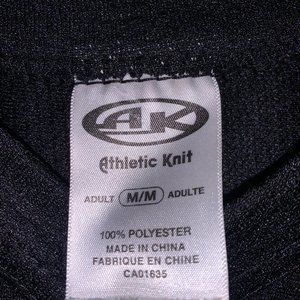 AK
Athletic Knit
ADULT M/M ADULTE
100% POLYESTER
MADE IN CHINA
FABRIQUE EN CHINE
CA01635